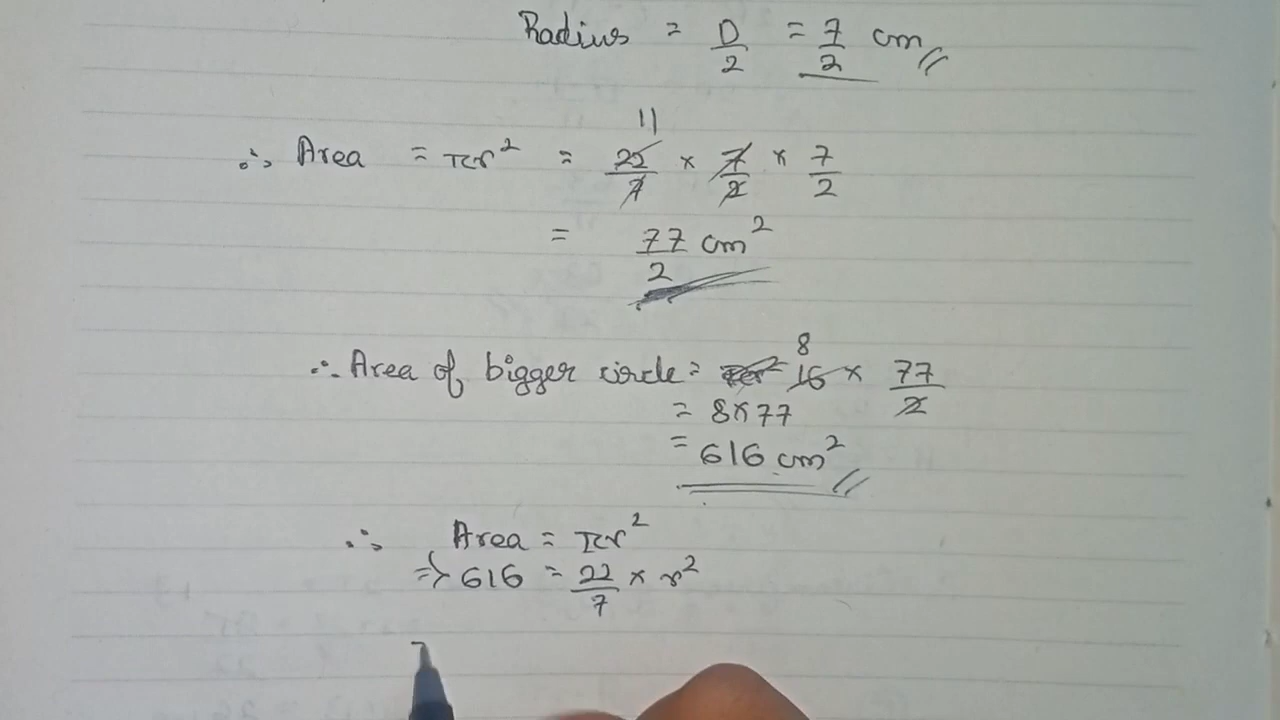 Radius = D/2 = 7/2 cm
11
∴ Area = πr² = 22/7 × 7/2 × 7/2
= 77/2 cm²
8
∴ Area of bigger circle = πr² 16 × 77/2
= 8×77
= 616 cm²
∴ Area = πr²
⇒ 616 = 22/7 × r²